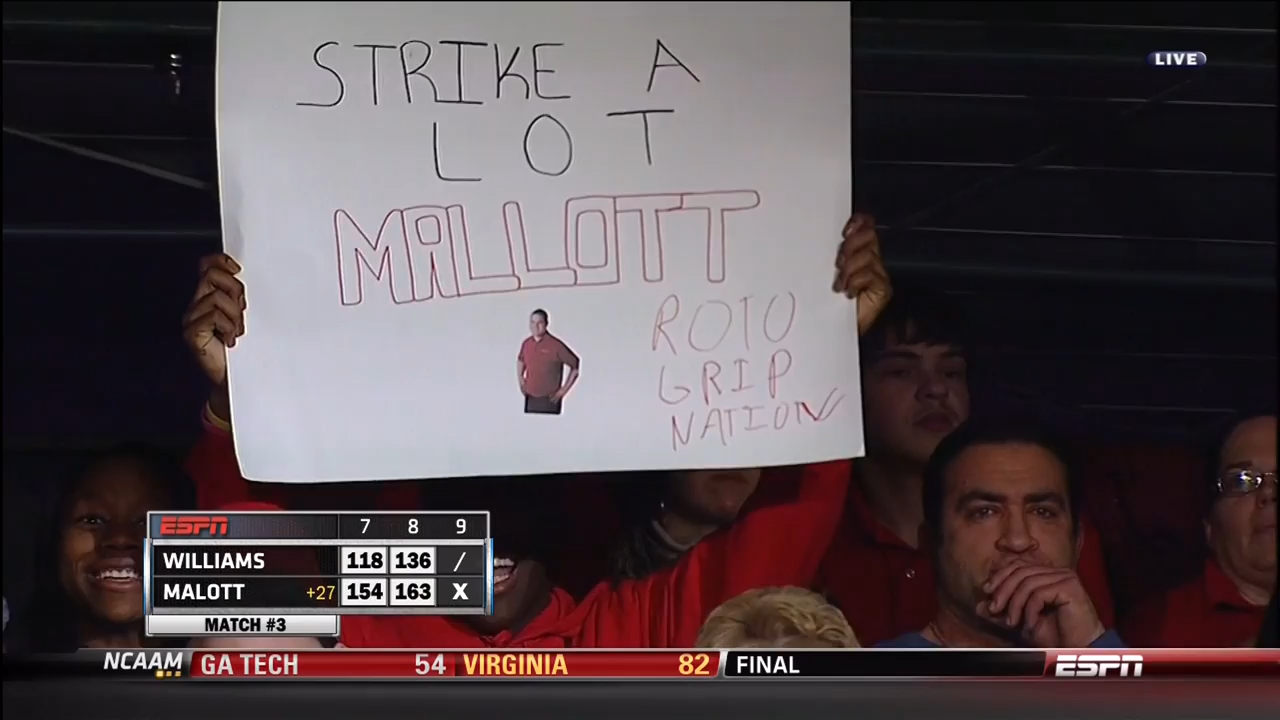 LIVE
STRIKE A
LOT
MALLOTT
ROTO
GRIP
NATION
ESPN 7 8 9
WILLIAMS 118 136 /
MALOTT +27 154 163 X
MATCH #3
NCAAM GA TECH 54 VIRGINIA 82 FINAL ESPN